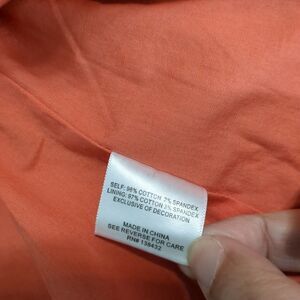 SELF: 98% COTTON 2% SPANDEX
LINING: 97% COTTON 3% SPANDEX
EXCLUSIVE OF DECORATION
MADE IN CHINA
SEE REVERSE FOR CARE
RN# 138432